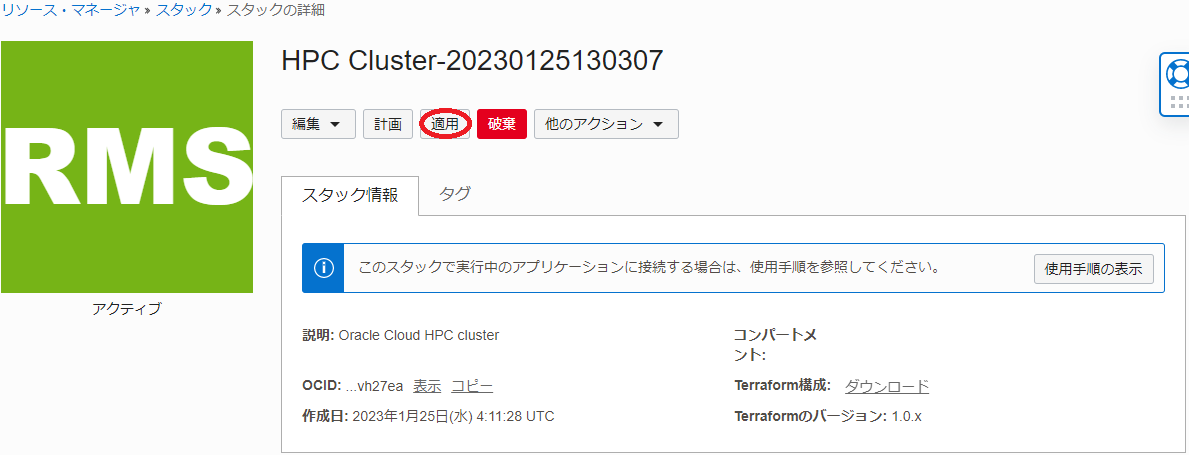 リソース・マネージャ » スタック » スタックの詳細
RMS
アクティブ
HPC Cluster-20230125130307
編集 計画 適用 破棄 他のアクション
スタック情報 タグ
このスタックで実行中のアプリケーションに接続する場合は、使用手順を参照してください。 使用手順の表示
説明: Oracle Cloud HPC cluster
OCID: ...vh27ea 表示 コピー
作成日: 2023年1月25日(水) 4:11:28 UTC
コンパートメ
ント:
Terraform構成: ダウンロード
Terraformのバージョン: 1.0.x